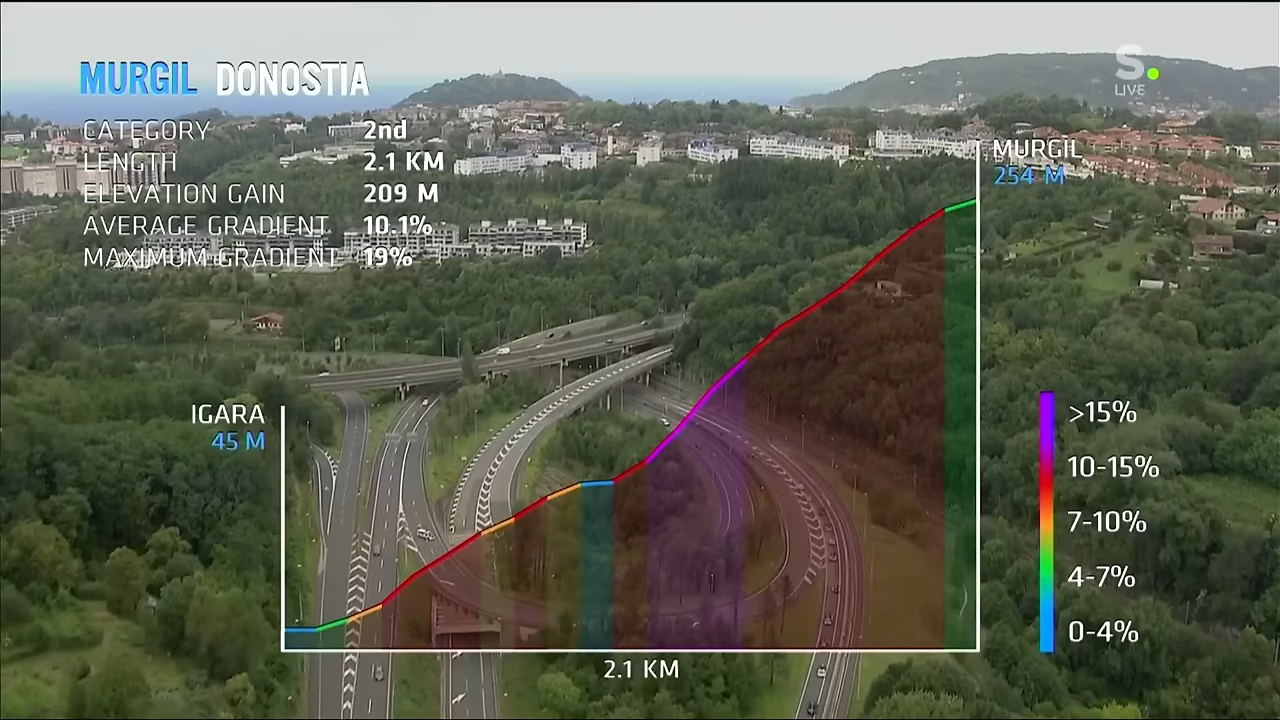 MURGIL DONOSTIA
S.
LIVE
CATEGORY 2nd
LENGTH 2.1 KM
ELEVATION GAIN 209 M
AVERAGE GRADIENT 10.1%
MAXIMUM GRADIENT 19%
MURGIL
254 M
IGARA
45 M
>15%
10-15%
7-10%
4-7%
0-4%
2.1 KM